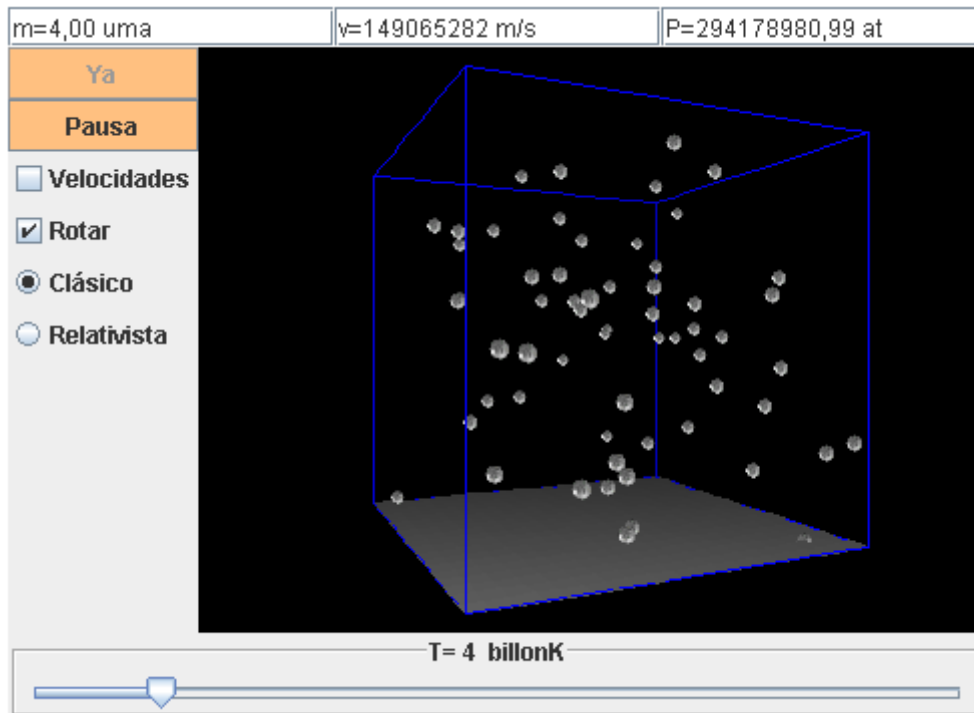 m=4,00 uma
v=149065282 m/s
P=294178980,99 at
Ya
Pausa
Velocidades
Rotar
Clásico
Relativista
T= 4 billonK